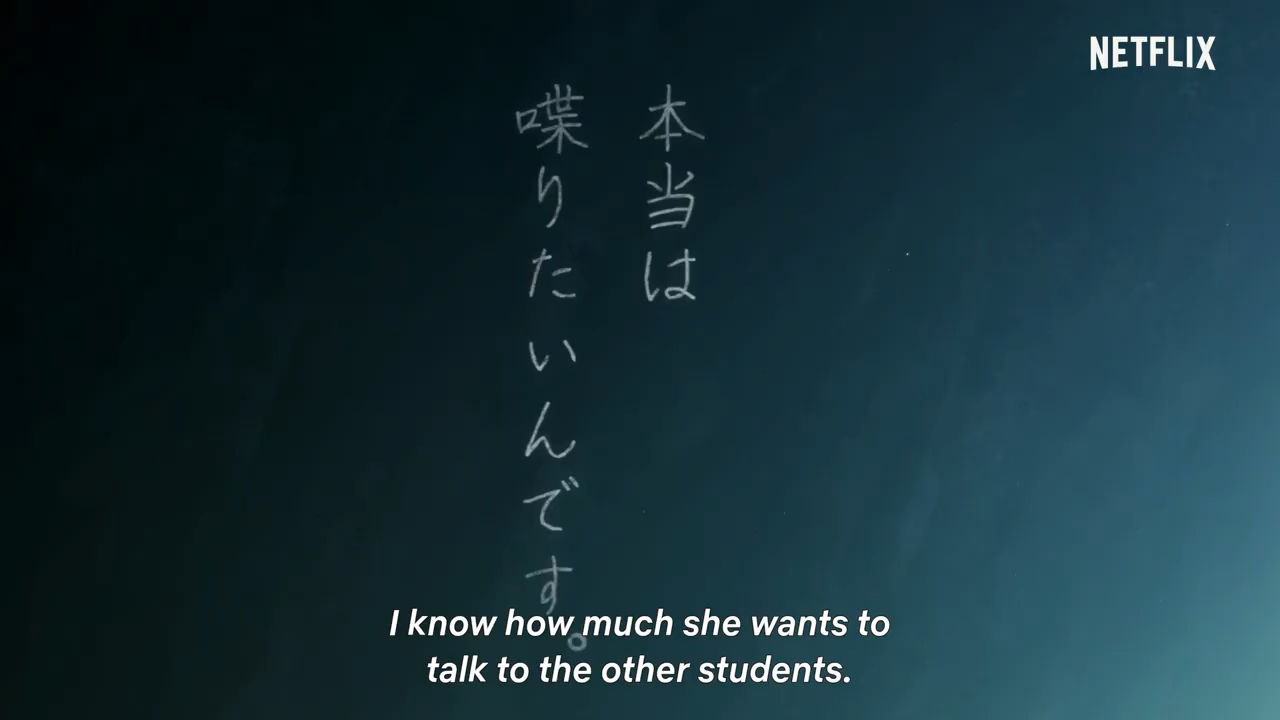 NETFLIX
本当は
喋りたいんです。
I know how much she wants to
talk to the other students.